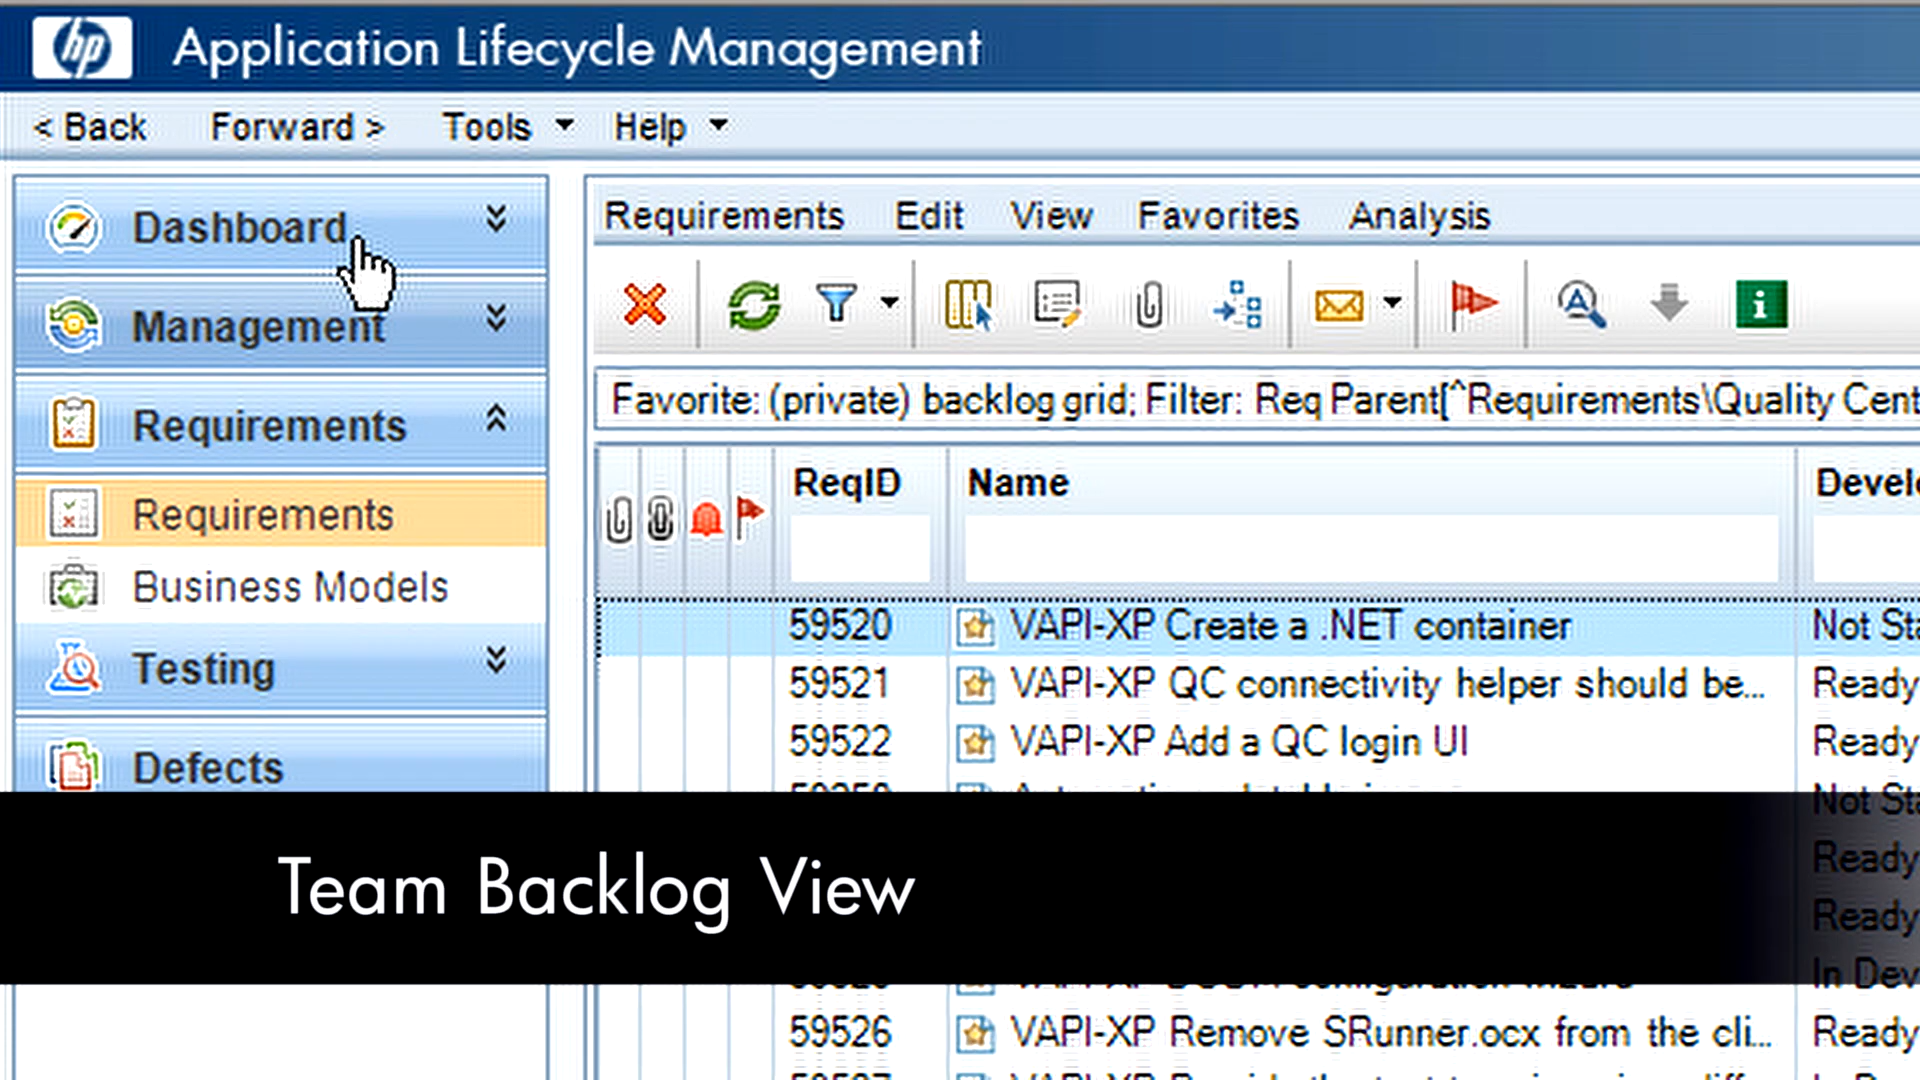 hp Application Lifecycle Management
< Back Forward > Tools Help
Dashboard
Management
Requirements
Requirements
Business Models
Testing
Defects
Requirements Edit View Favorites Analysis
Favorite: (private) backlog grid; Filter: Req Parent[^Requirements\Quality Cent
ReqID Name Devel
59520 VAPI-XP Create a .NET container Not Sta
59521 VAPI-XP QC connectivity helper should be... Ready
59522 VAPI-XP Add a QC login UI Ready
Not Sta
Ready
Team Backlog View
Ready
In Dev
59526 VAPI-XP Remove SRunner.ocx from the cli... Ready